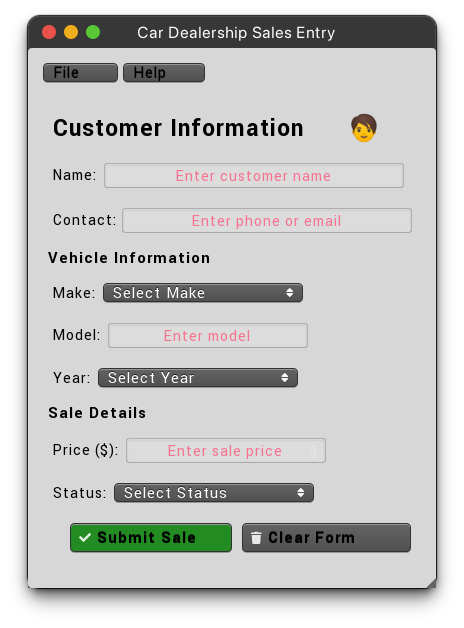 Car Dealership Sales Entry
File Help
Customer Information
Name: Enter customer name
Contact: Enter phone or email
Vehicle Information
Make: Select Make
Model: Enter model
Year: Select Year
Sale Details
Price ($): Enter sale price $
Status: Select Status
Submit Sale Clear Form